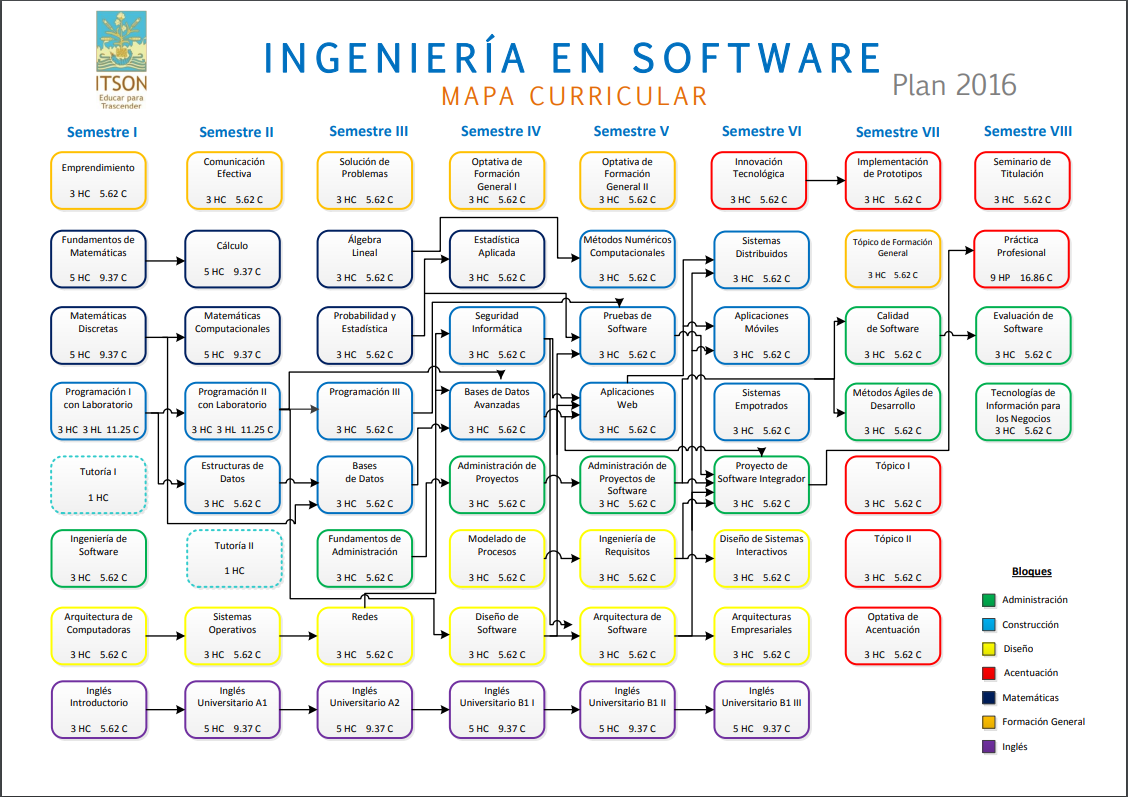 ITSON
Educar para
Trascender
INGENIERÍA EN SOFTWARE
MAPA CURRICULAR
Plan 2016
Semestre I
Semestre II
Semestre III
Semestre IV
Semestre V
Semestre VI
Semestre VII
Semestre VIII
Emprendimiento
3 HC 5.62 C
Comunicación
Efectiva
3 HC 5.62 C
Solución de
Problemas
3 HC 5.62 C
Optativa de
Formación
General I
3 HC 5.62 C
Optativa de
Formación
General II
3 HC 5.62 C
Innovación
Tecnológica
3 HC 5.62 C
Implementación
de Prototipos
3 HC 5.62 C
Seminario de
Titulación
3 HC 5.62 C
Fundamentos de
Matemáticas
5 HC 9.37 C
Cálculo
5 HC 9.37 C
Álgebra
Lineal
3 HC 5.62 C
Estadística
Aplicada
3 HC 5.62 C
Métodos Numéricos
Computacionales
3 HC 5.62 C
Sistemas
Distribuidos
3 HC 5.62 C
Tópico de Formación
General
3 HC 5.62 C
Práctica
Profesional
9 HP 16.86 C
Matemáticas
Discretas
5 HC 9.37 C
Matemáticas
Computacionales
5 HC 9.37 C
Probabilidad y
Estadística
3 HC 5.62 C
Seguridad
Informática
3 HC 5.62 C
Pruebas de
Software
3 HC 5.62 C
Aplicaciones
Móviles
3 HC 5.62 C
Calidad
de Software
3 HC 5.62 C
Evaluación de
Software
3 HC 5.62 C
Programación I
con Laboratorio
3 HC 3 HL 11.25 C
Programación II
con Laboratorio
3 HC 3 HL 11.25 C
Programación III
3 HC 5.62 C
Bases de Datos
Avanzadas
3 HC 5.62 C
Aplicaciones
Web
3 HC 5.62 C
Sistemas
Empotrados
3 HC 5.62 C
Métodos Ágiles de
Desarrollo
3 HC 5.62 C
Tecnologías de
Información para
los Negocios
3 HC 5.62 C
Tutoría I
1 HC
Estructuras de
Datos
3 HC 5.62 C
Bases
de Datos
3 HC 5.62 C
Administración de
Proyectos
3 HC 5.62 C
Administración de
Proyectos de
Software
3 HC 5.62 C
Proyecto de
Software Integrador
3 HC 5.62 C
Tópico I
3 HC 5.62 C
Ingeniería de
Software
3 HC 5.62 C
Tutoría II
1 HC
Fundamentos de
Administración
3 HC 5.62 C
Modelado de
Procesos
3 HC 5.62 C
Ingeniería de
Requisitos
3 HC 5.62 C
Diseño de Sistemas
Interactivos
3 HC 5.62 C
Tópico II
3 HC 5.62 C
Arquitectura de
Computadoras
3 HC 5.62 C
Sistemas
Operativos
3 HC 5.62 C
Redes
3 HC 5.62 C
Diseño de
Software
3 HC 5.62 C
Arquitectura de
Software
3 HC 5.62 C
Arquitecturas
Empresariales
3 HC 5.62 C
Optativa de
Acentuación
3 HC 5.62 C
Inglés
Introductorio
3 HC 5.62 C
Inglés
Universitario A1
5 HC 9.37 C
Inglés
Universitario A2
5 HC 9.37 C
Inglés
Universitario B1 I
5 HC 9.37 C
Inglés
Universitario B1 II
5 HC 9.37 C
Inglés
Universitario B1 III
5 HC 9.37 C
Bloques
Administración
Construcción
Diseño
Acentuación
Matemáticas
Formación General
Inglés